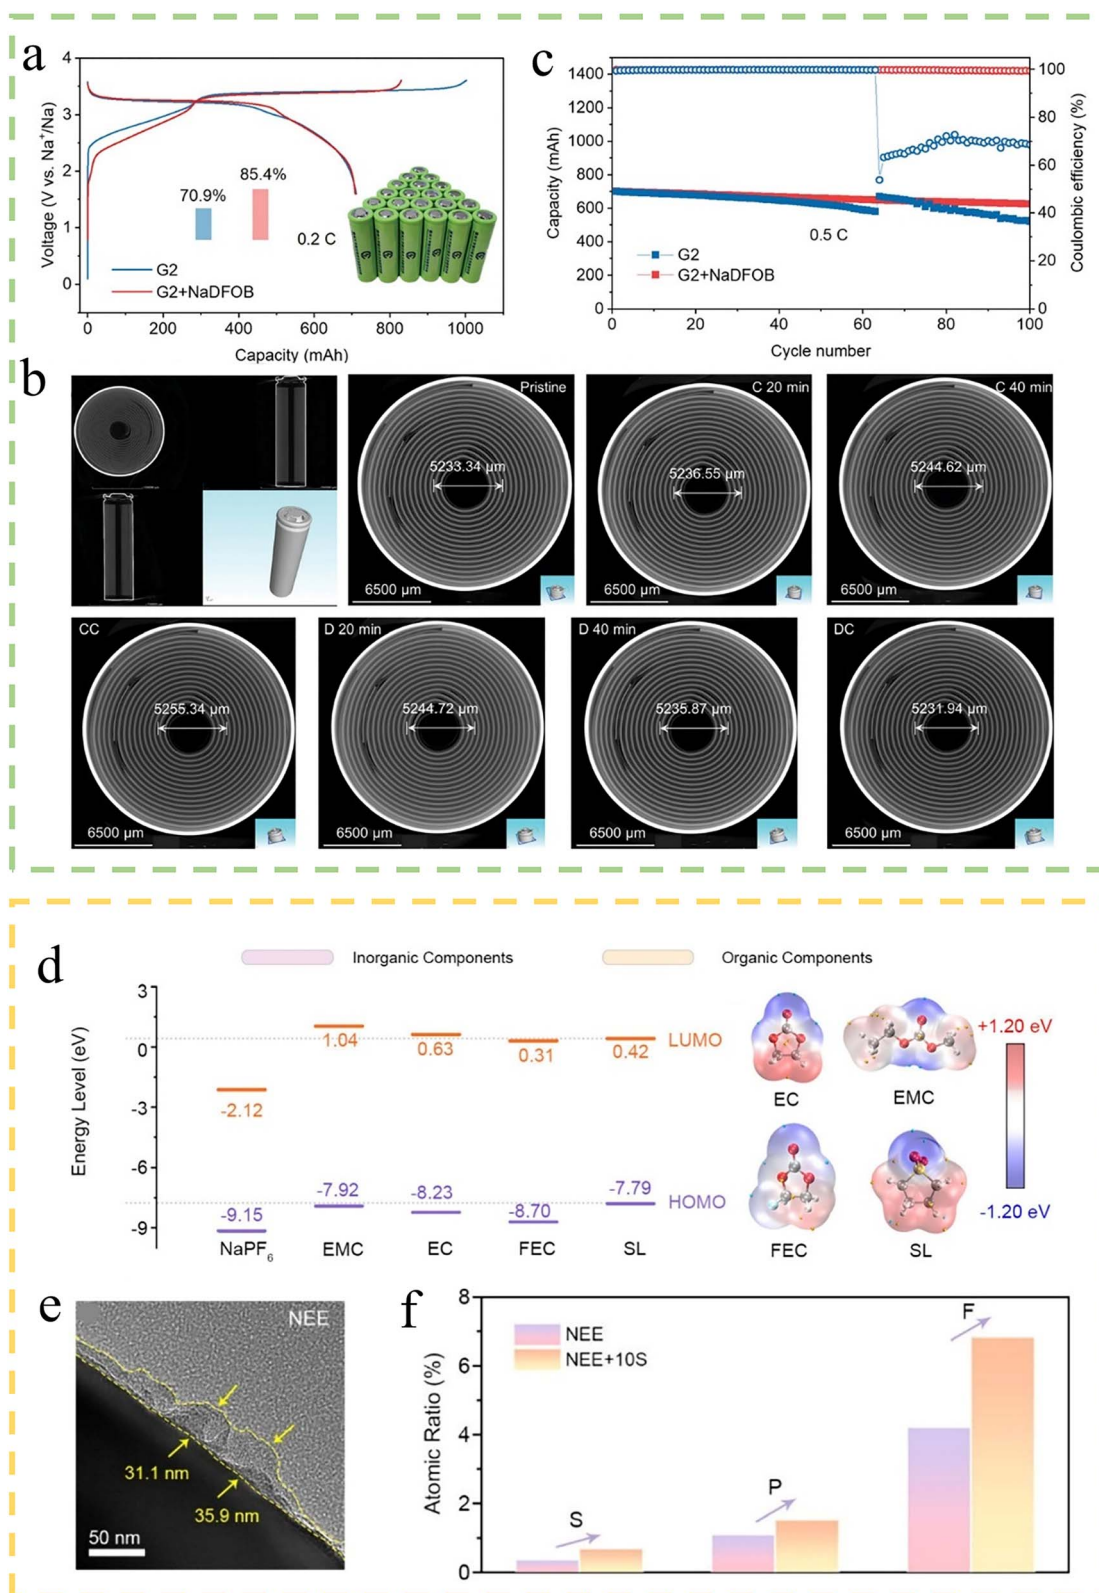 a
4
3
2
1
0
Voltage (V vs. Na⁺/Na)
70.9%
85.4%
0.2 C
G2
G2+NaDFOB
0 200 400 600 800 1000
Capacity (mAh)
c
1400
1200
1000
800
600
400
200
0
Capacity (mAh)
100
80
60
40
20
0
Coulombic efficiency (%)
0.5 C
G2
G2+NaDFOB
0 20 40 60 80 100
Cycle number
b
Pristine
5233.34 µm
6500 µm
C 20 min
5236.55 µm
6500 µm
C 40 min
5244.62 µm
6500 µm
CC
5255.34 µm
6500 µm
D 20 min
5244.72 µm
6500 µm
D 40 min
5235.87 µm
6500 µm
DC
5231.94 µm
6500 µm
d
Inorganic Components
Organic Components
3
0
-3
-6
-9
Energy Level (eV)
1.04
0.63
0.31
0.42
LUMO
-2.12
-7.92
-8.23
-7.79
HOMO
-9.15
-8.70
NaPF₆ EMC EC FEC SL
EC
EMC
FEC
SL
+1.20 eV
-1.20 eV
e
NEE
31.1 nm
35.9 nm
50 nm
f
8
6
4
2
0
Atomic Ratio (%)
NEE
NEE+10S
S
P
F